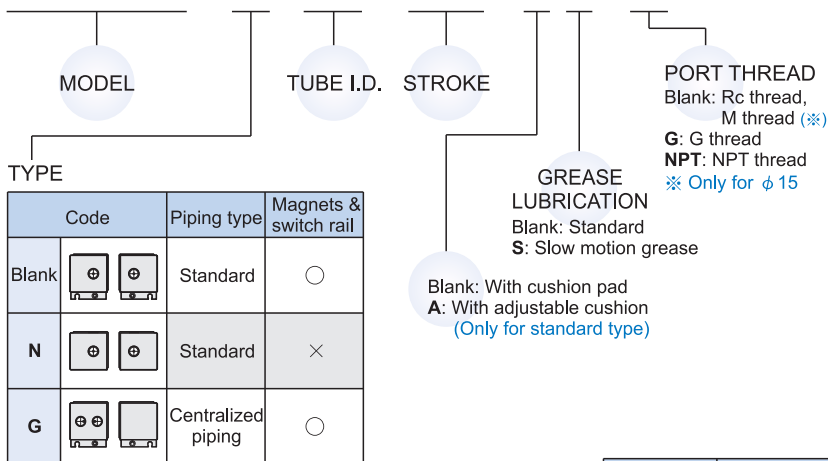 MODEL
TUBE I.D.
STROKE
PORT THREAD
Blank: Rc thread,
M thread (※)
G: G thread
NPT: NPT thread
※ Only for ϕ 15
GREASE
LUBRICATION
Blank: Standard
S: Slow motion grease
Blank: With cushion pad
A: With adjustable cushion
(Only for standard type)
TYPE
Code Piping type Magnets & switch rail
Blank Standard ○
N Standard ×
G Centralized piping ○